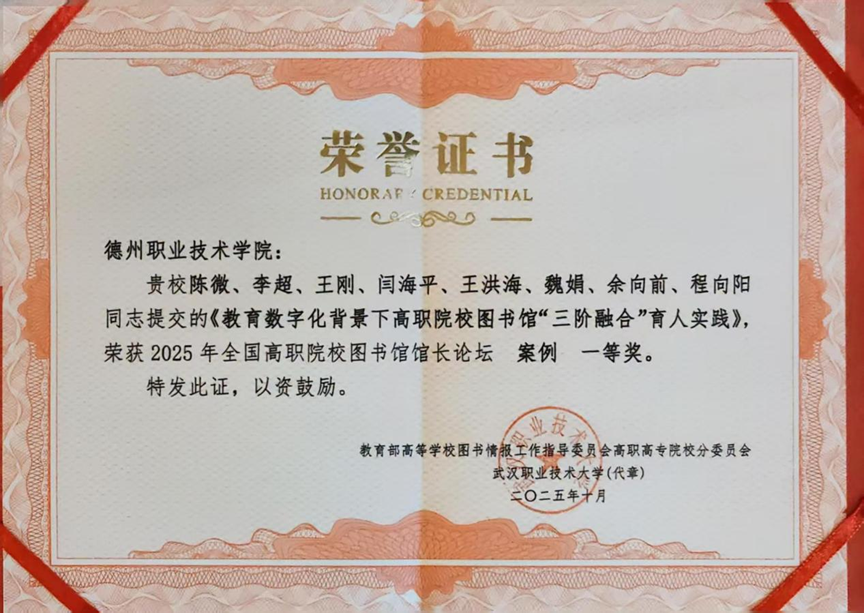 荣誉证书
HONORARY CREDENTIAL
德州职业技术学院：
贵校陈微、李超、王刚、闫海平、王洪海、魏娟、余向前、程向阳
同志提交的《教育数字化背景下高职院校图书馆“三阶融合”育人实践》，
荣获 2025 年全国高职院校图书馆馆长论坛 案例 一等奖。
特发此证，以资鼓励。
教育部高等学校图书情报工作指导委员会高职高专院校分委员会
武汉职业技术大学(代章)
二〇二五年十月